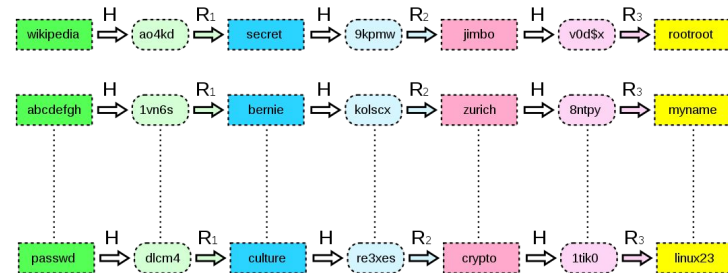 H R1 H R2 H R3
wikipedia ao4kd secret 9kpmw jimbo v0d$x rootroot
H R1 H R2 H R3
abcdefgh 1vn6s bernie kolscx zurich 8ntpy myname
H R1 H R2 H R3
passwd dlcm4 culture re3xes crypto 1tik0 linux23